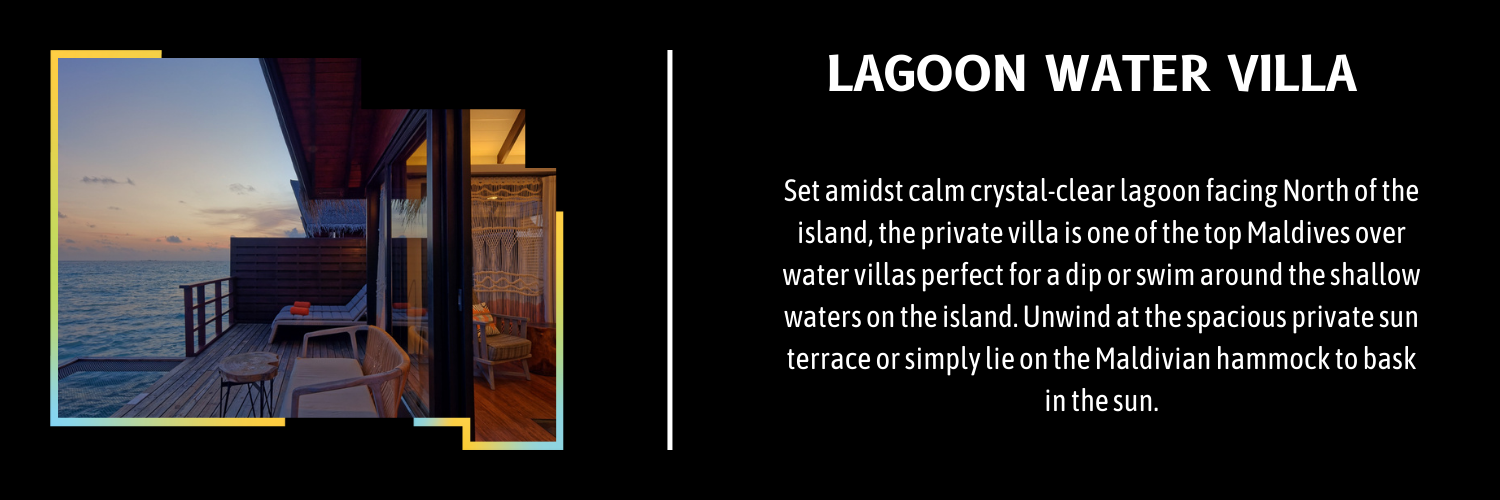 LAGOON WATER VILLA
Set amidst calm crystal-clear lagoon facing North of the
island, the private villa is one of the top Maldives over
water villas perfect for a dip or swim around the shallow
waters on the island. Unwind at the spacious private sun
terrace or simply lie on the Maldivian hammock to bask
in the sun.